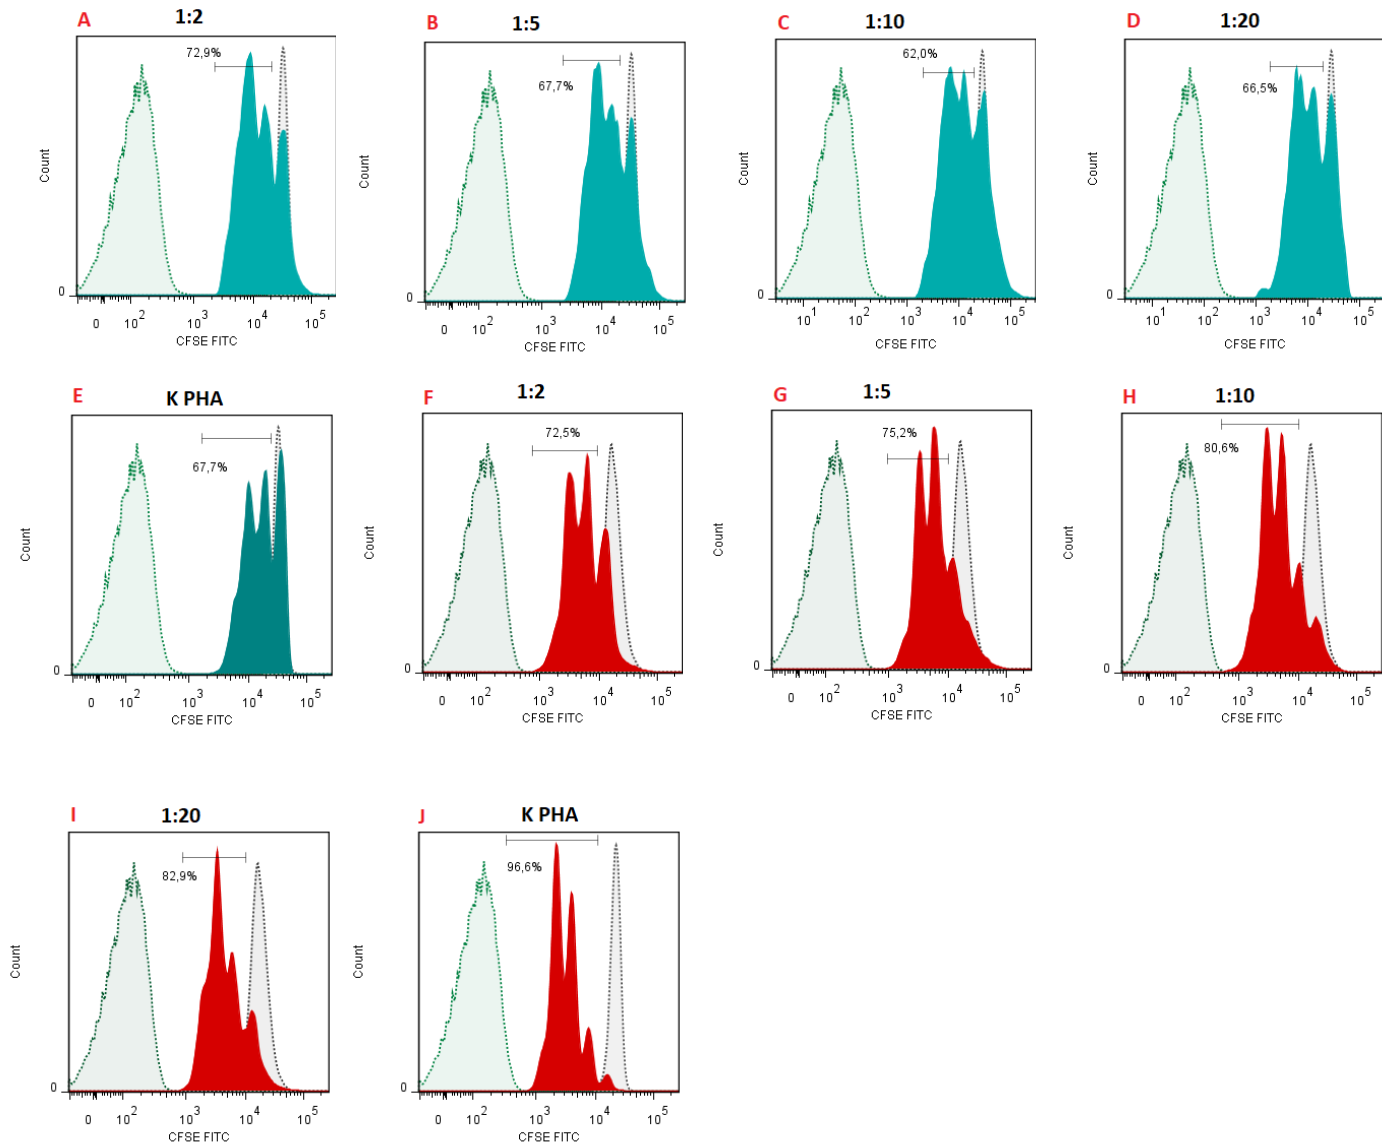 A 1:2
72,9%
Count
0
0 10^2 10^3 10^4 10^5
CFSE FITC
B 1:5
67,7%
Count
0
0 10^2 10^3 10^4 10^5
CFSE FITC
C 1:10
62,0%
Count
0
10^1 10^2 10^3 10^4 10^5
CFSE FITC
D 1:20
66,5%
Count
0
10^1 10^2 10^3 10^4 10^5
CFSE FITC
E K PHA
67,7%
Count
0
0 10^2 10^3 10^4 10^5
CFSE FITC
F 1:2
72,5%
Count
0
0 10^2 10^3 10^4 10^5
CFSE FITC
G 1:5
75,2%
Count
0
0 10^2 10^3 10^4 10^5
CFSE FITC
H 1:10
80,6%
Count
0
0 10^2 10^3 10^4 10^5
CFSE FITC
I 1:20
82,9%
Count
0
0 10^2 10^3 10^4 10^5
CFSE FITC
J K PHA
96,6%
Count
0
0 10^2 10^3 10^4 10^5
CFSE FITC